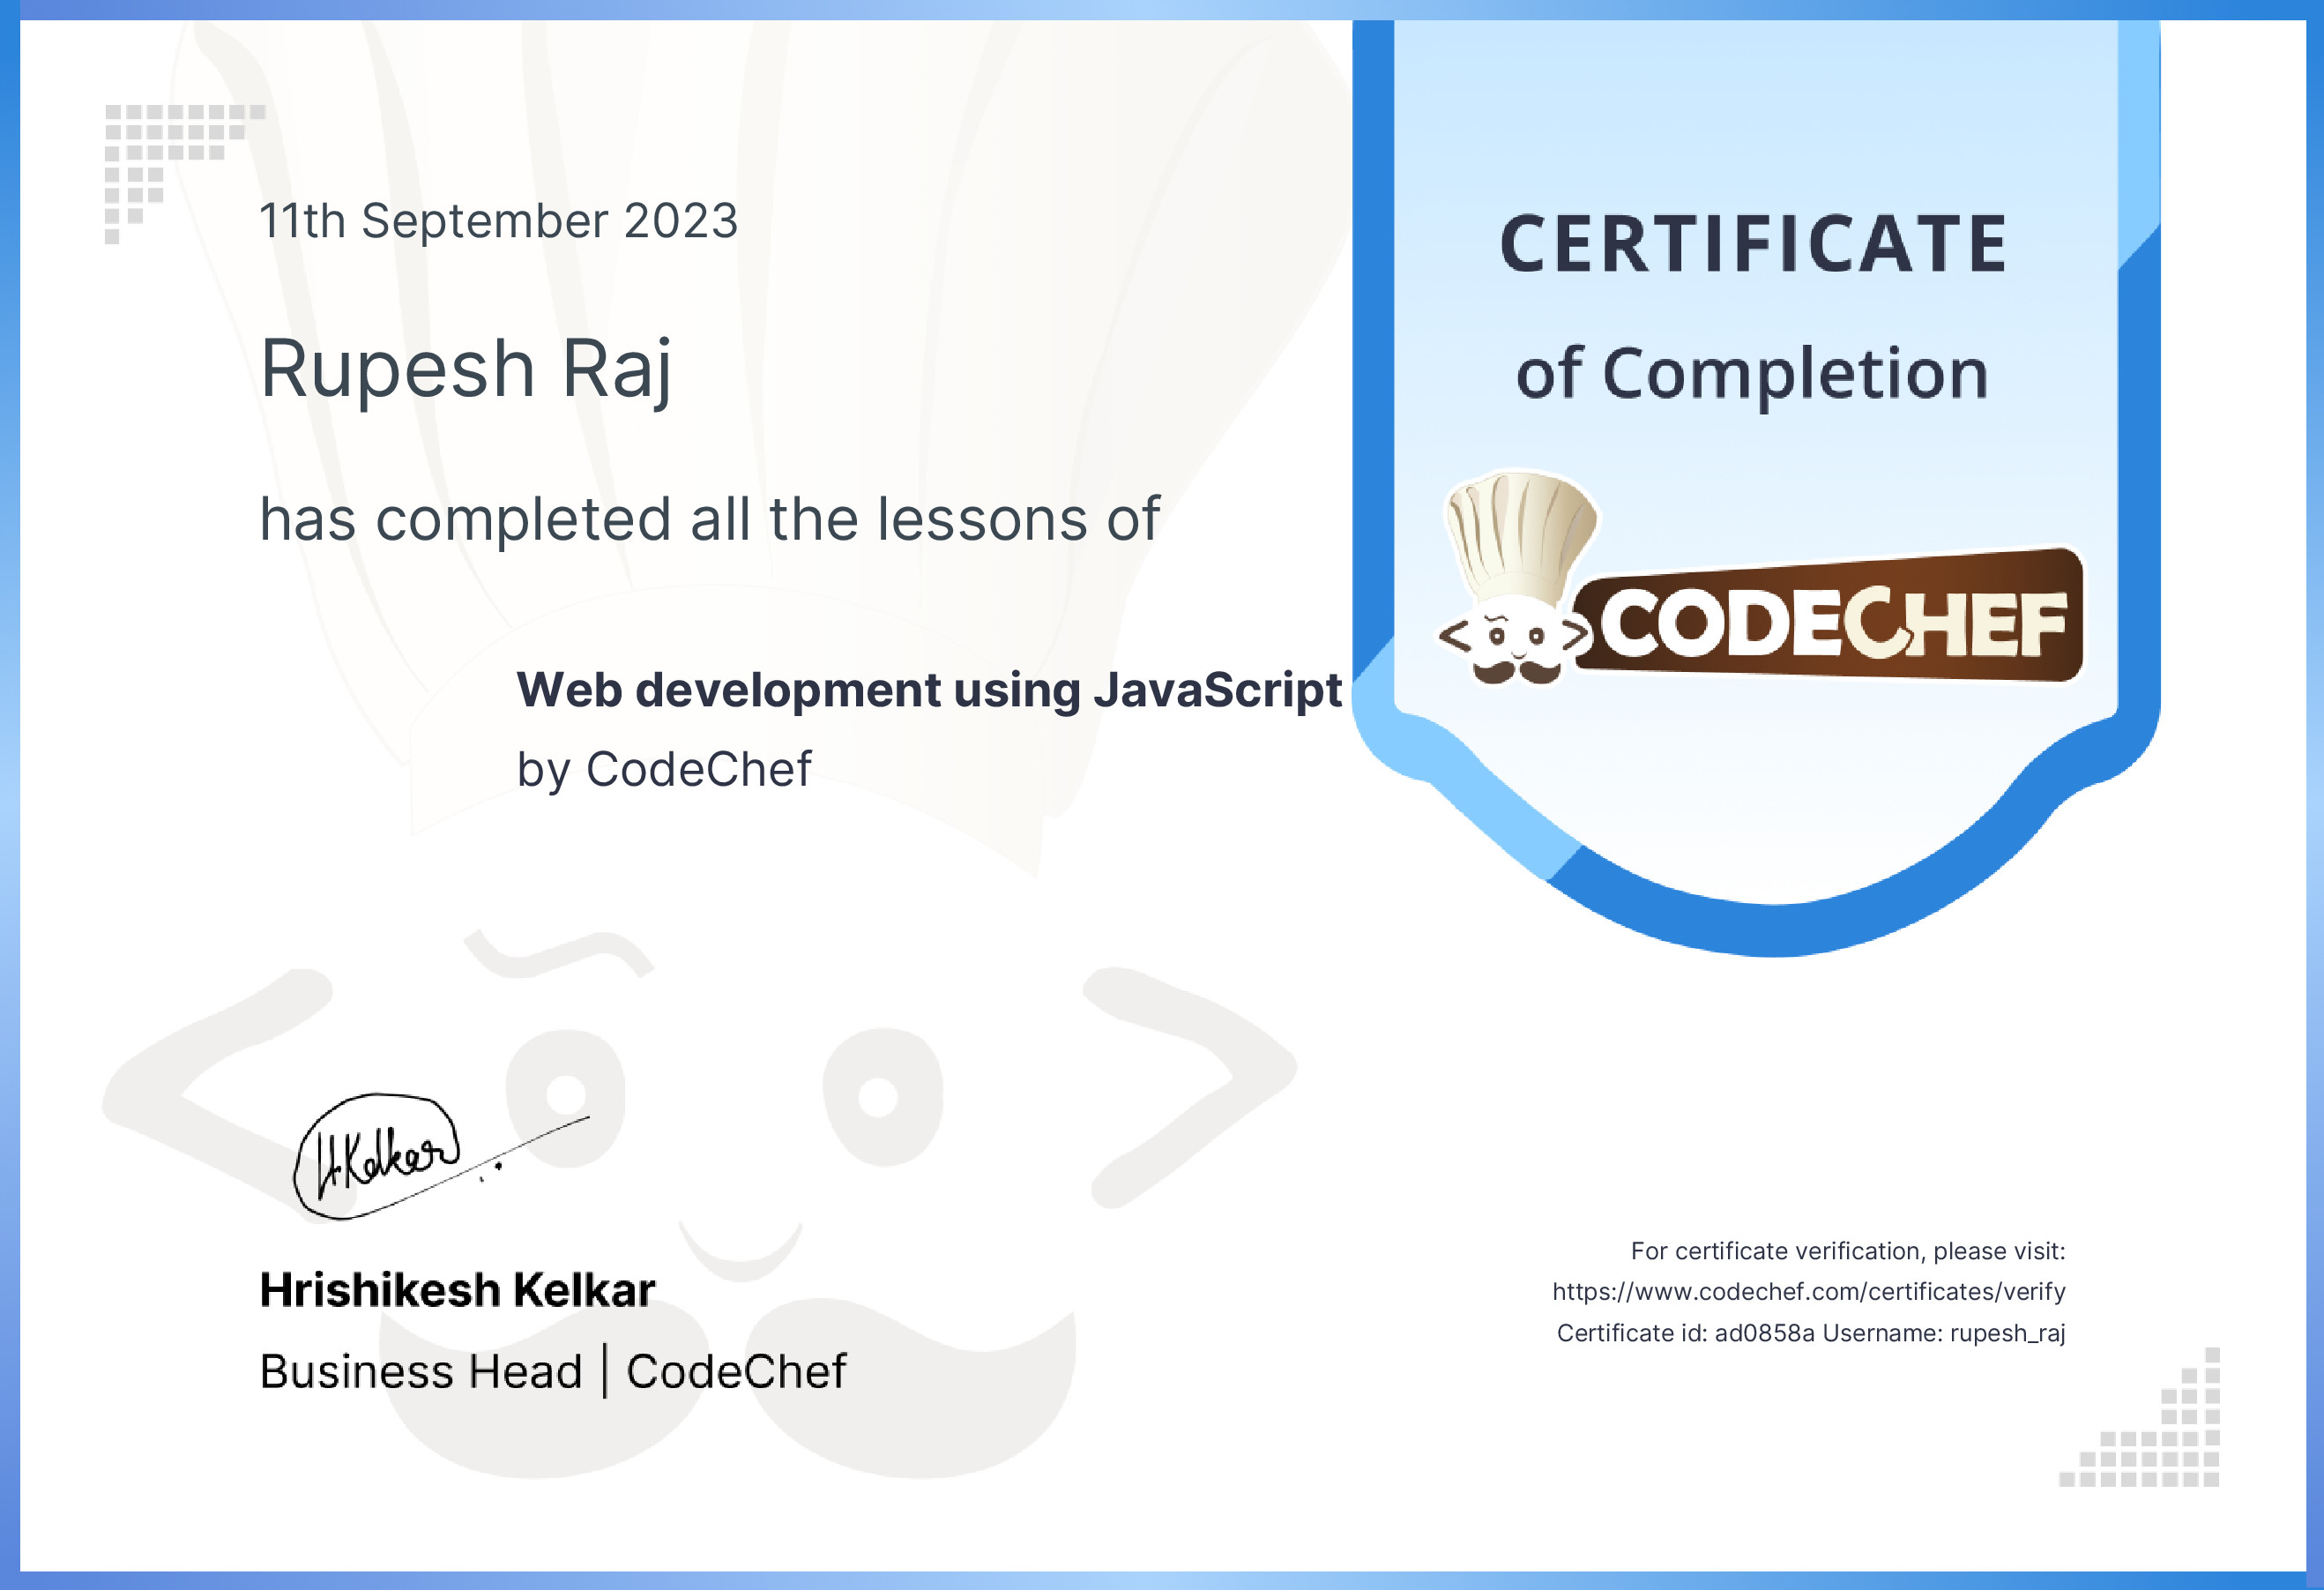 11th September 2023
Rupesh Raj
has completed all the lessons of
Web development using JavaScript
by CodeChef
CERTIFICATE
of Completion
CODECHEF
HKelkar
Hrishikesh Kelkar
Business Head | CodeChef
For certificate verification, please visit:
https://www.codechef.com/certificates/verify
Certificate id: ad0858a Username: rupesh_raj